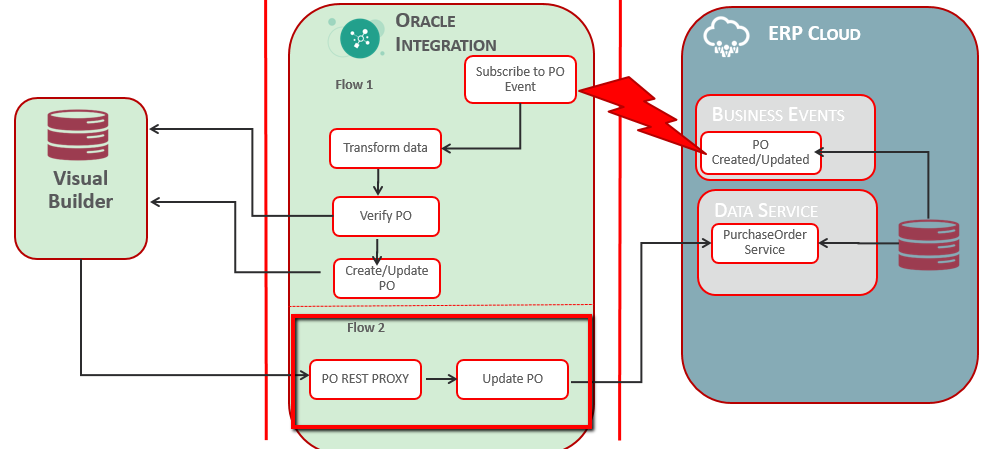 Visual
Builder
ORACLE
INTEGRATION
Flow 1
Subscribe to PO
Event
Transform data
Verify PO
Create/Update
PO
Flow 2
PO REST PROXY
Update PO
ERP CLOUD
BUSINESS EVENTS
PO
Created/Updated
DATA SERVICE
PurchaseOrder
Service